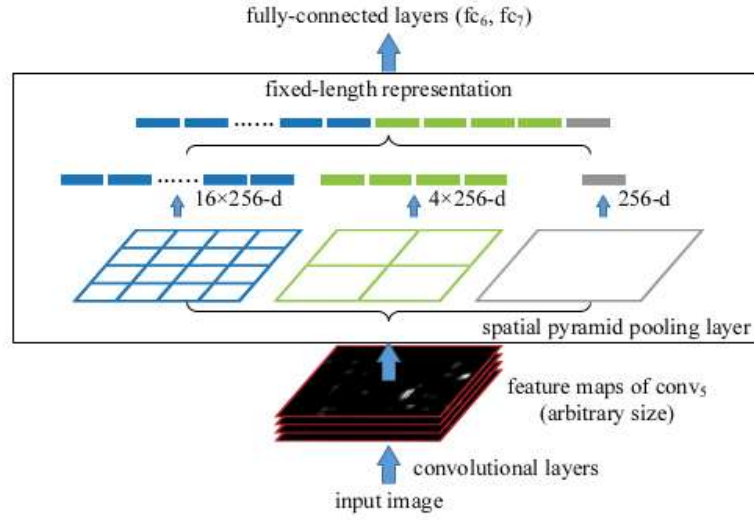 fully-connected layers (fc₆, fc₇)
fixed-length representation
......
......
16×256-d
4×256-d
256-d
spatial pyramid pooling layer
feature maps of conv₅
(arbitrary size)
convolutional layers
input image